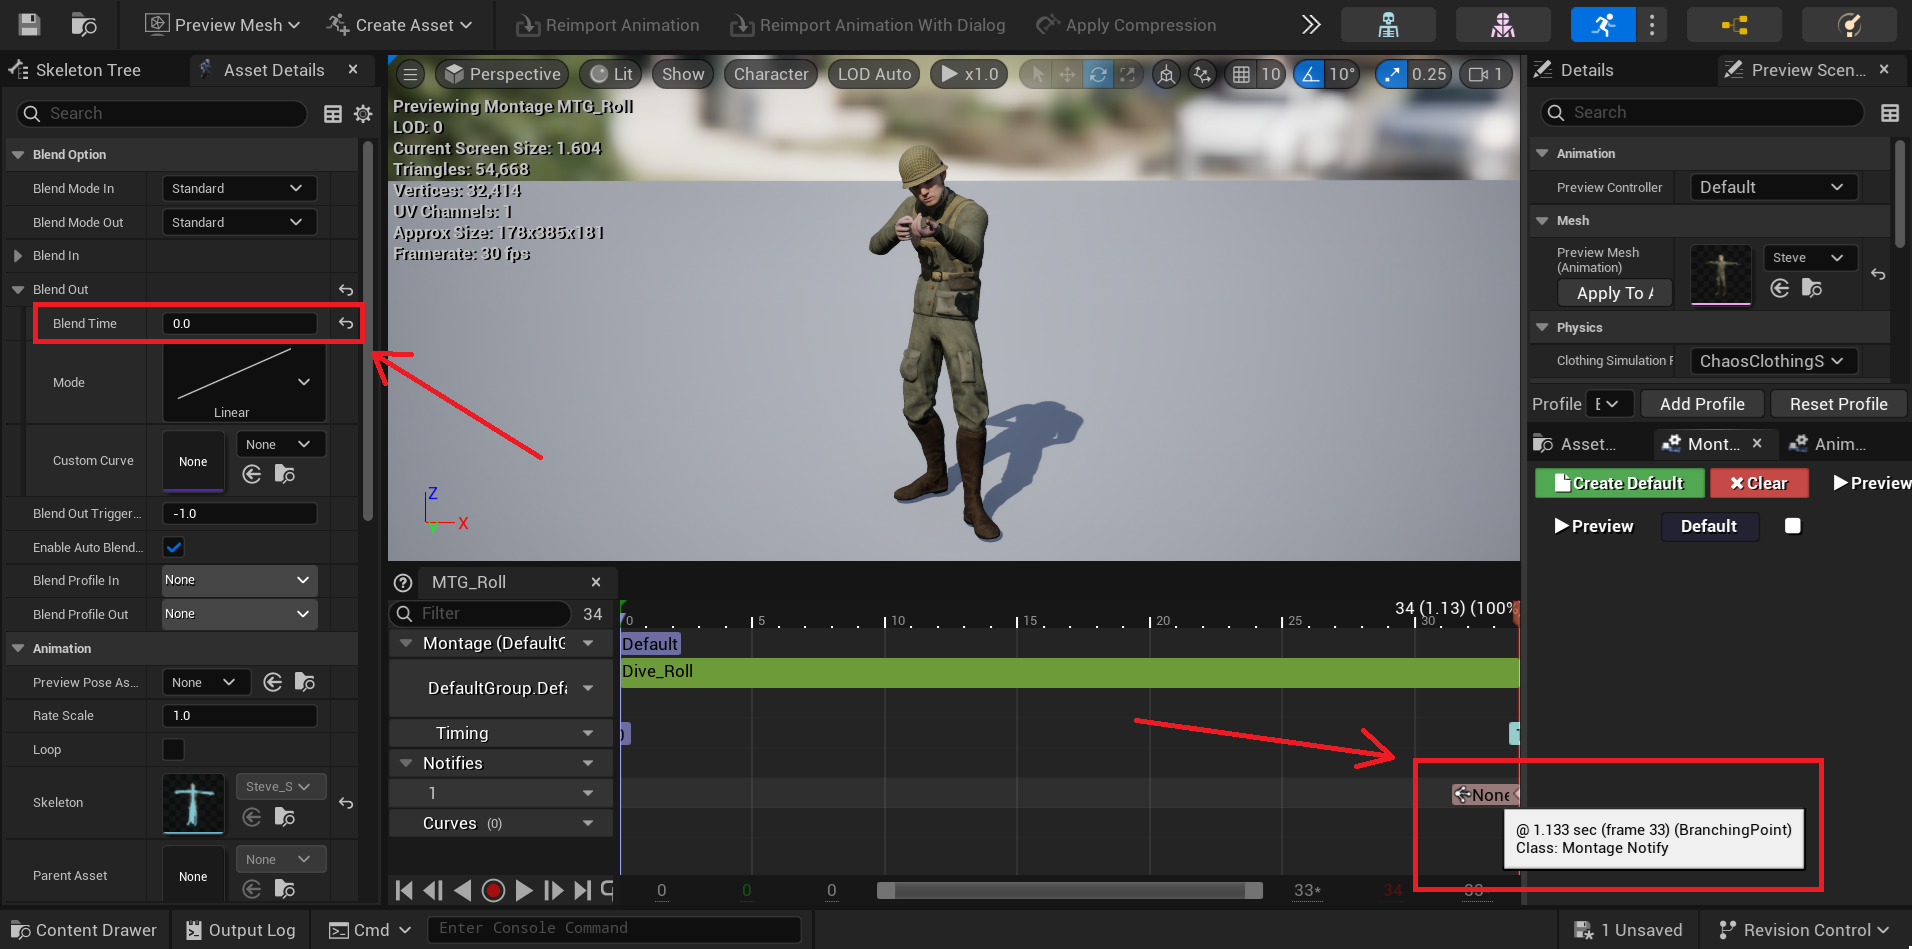 Preview Mesh
Create Asset
Reimport Animation
Reimport Animation With Dialog
Apply Compression
Skeleton Tree
Asset Details
Search
Blend Option
Blend Mode In
Standard
Blend Mode Out
Standard
Blend In
Blend Out
Blend Time
0.0
Mode
Linear
Custom Curve
None
None
Blend Out Trigger...
-1.0
Enable Auto Blend...
Blend Profile In
None
Blend Profile Out
None
Animation
Preview Pose As...
None
Rate Scale
1.0
Loop
Skeleton
Steve_S
Parent Asset
None
None
Perspective
Lit
Show
Character
LOD Auto
x1.0
10
10°
0.25
1
Previewing Montage MTG_Roll
LOD: 0
Current Screen Size: 1.604
Triangles: 54,668
Vertices: 32,414
UV Channels: 1
Approx Size: 178x385x181
Framerate: 30 fps
Z
X
MTG_Roll
Filter
34
34 (1.13) (100%
0
5
10
15
20
25
30
Montage (DefaultG
Default
Dive_Roll
DefaultGroup.Defa
Timing
Notifies
1
None
Curves (0)
@ 1.133 sec (frame 33) (BranchingPoint)
Class: Montage Notify
0
0
0
33*
34
Details
Preview Scen...
Search
Animation
Preview Controller
Default
Mesh
Preview Mesh
(Animation)
Steve
Apply To A
Physics
Clothing Simulation F
ChaosClothingS
Profile
Add Profile
Reset Profile
Asset...
Mont...
Anim...
Create Default
Clear
Preview
Preview
Default
Content Drawer
Output Log
Cmd
Enter Console Command
1 Unsaved
Revision Control